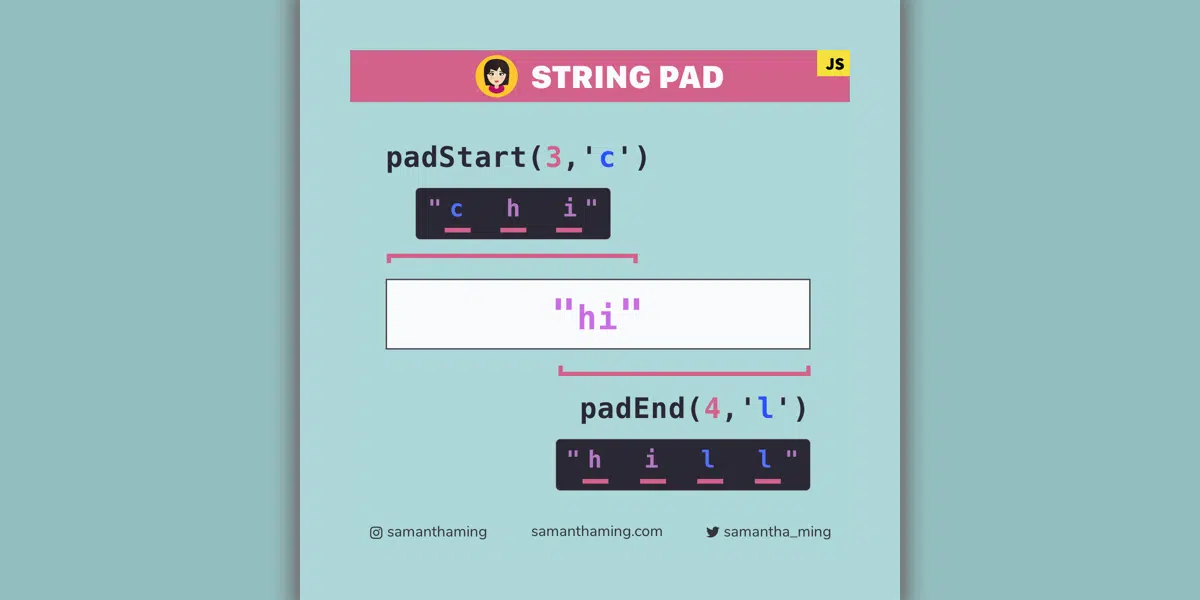 STRING PAD
JS
padStart(3,'c')
"c h i"
"hi"
padEnd(4,'l')
"h i l l"
samanthaming samanthaming.com samantha_ming